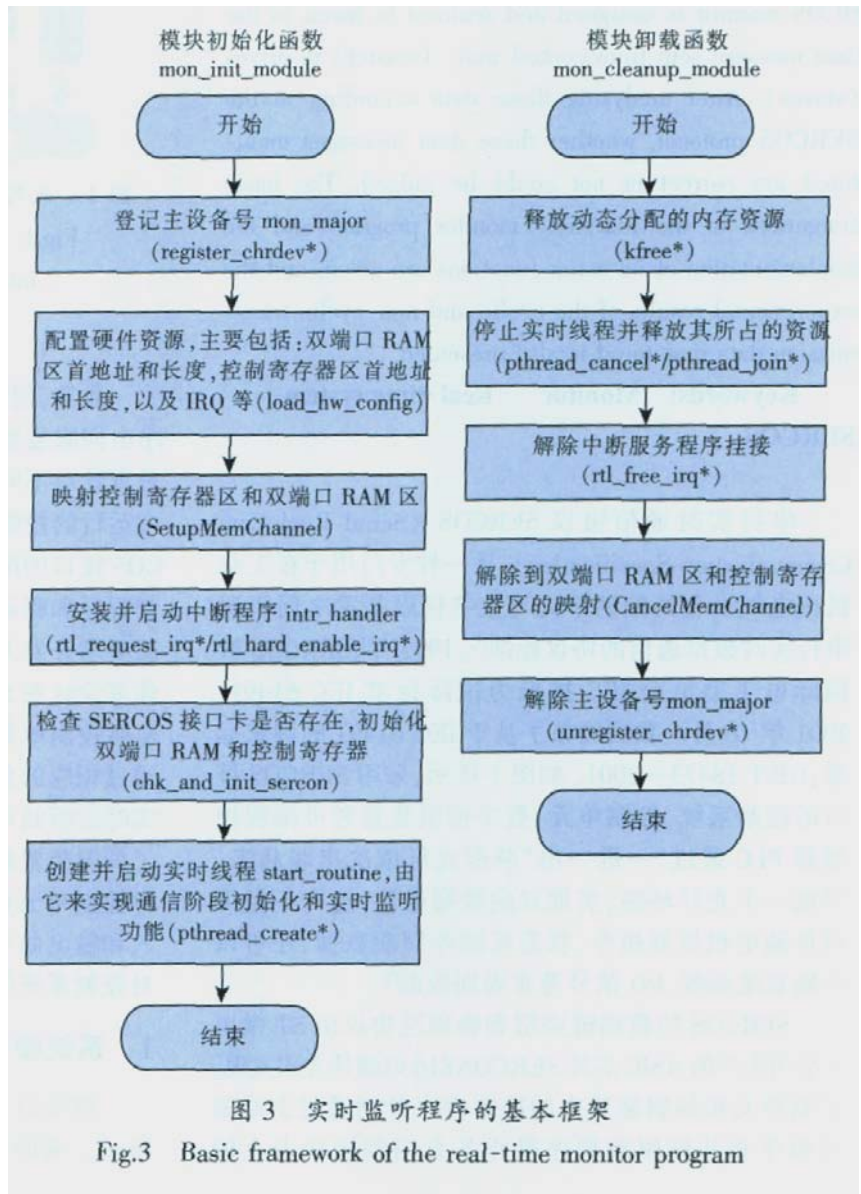 模块初始化函数
mon_init_module
开始
登记主设备号 mon_major
(register_chrdev*)
配置硬件资源,主要包括:双端口 RAM
区首地址和长度,控制寄存器区首地址
和长度,以及 IRQ 等(load_hw_config)
映射控制寄存器区和双端口 RAM 区
(SetupMemChannel)
安装并启动中断程序 intr_handler
(rtl_request_irq*/rtl_hard_enable_irq*)
检查 SERCOS 接口卡是否存在,初始化
双端口 RAM 和控制寄存器
(chk_and_init_sercon)
创建并启动实时线程 start_routine,由
它来实现通信阶段初始化和实时监听
功能(pthread_create*)
结束
模块卸载函数
mon_cleanup_module
开始
释放动态分配的内存资源
(kfree*)
停止实时线程并释放其所占的资源
(pthread_cancel*/pthread_join*)
解除中断服务程序挂接
(rtl_free_irq*)
解除到双端口 RAM 区和控制寄存
器区的映射(CancelMemChannel)
解除主设备号mon_major
(unregister_chrdev*)
结束
图 3 实时监听程序的基本框架
Fig.3 Basic framework of the real-time monitor program